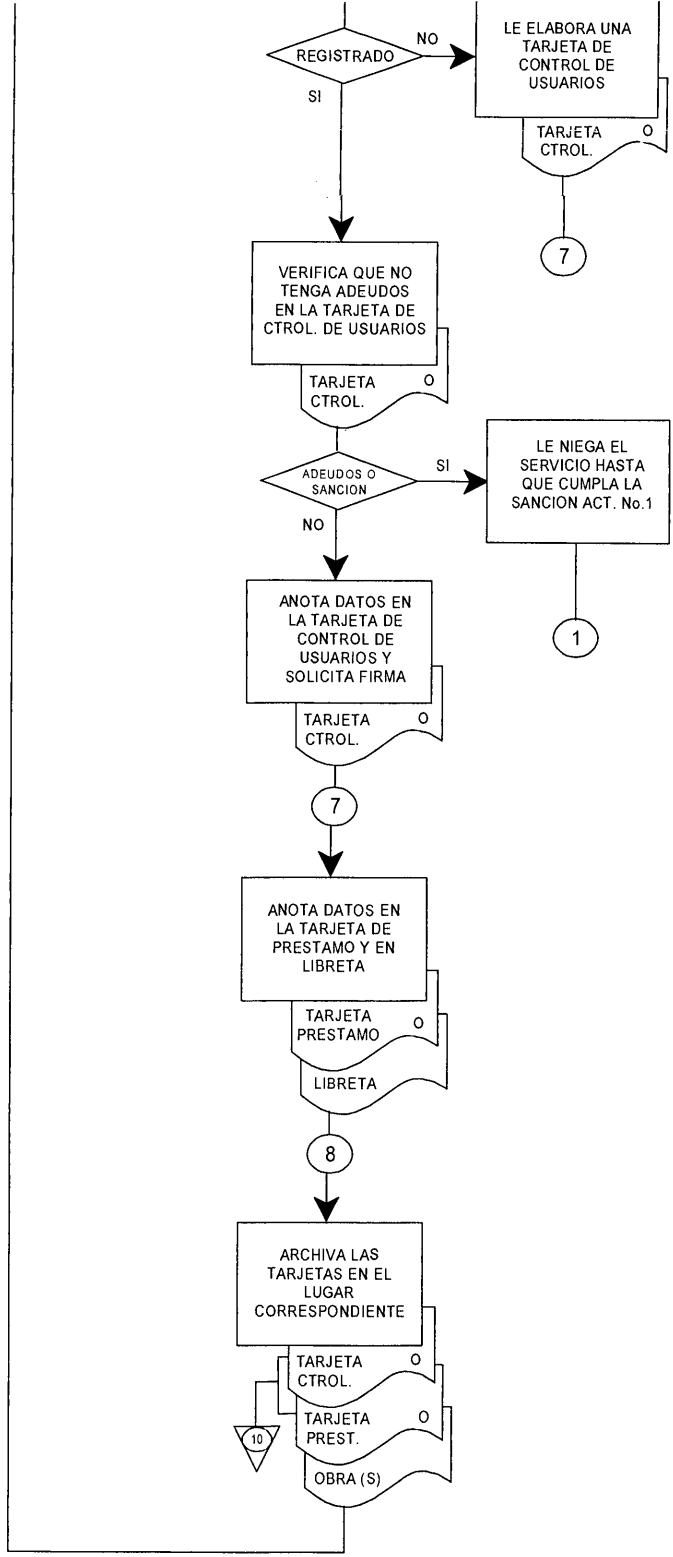 REGISTRADO
NO
SI
LE ELABORA UNA
TARJETA DE
CONTROL DE
USUARIOS
TARJETA O
CTROL.
7
VERIFICA QUE NO
TENGA ADEUDOS
EN LA TARJETA DE
CTROL. DE USUARIOS
TARJETA O
CTROL.
ADEUDOS O
SANCION
SI
NO
LE NIEGA EL
SERVICIO HASTA
QUE CUMPLA LA
SANCION ACT. No.1
1
ANOTA DATOS EN
LA TARJETA DE
CONTROL DE
USUARIOS Y
SOLICITA FIRMA
TARJETA O
CTROL.
7
ANOTA DATOS EN
LA TARJETA DE
PRESTAMO Y EN
LIBRETA
TARJETA
PRESTAMO O
LIBRETA
8
ARCHIVA LAS
TARJETAS EN EL
LUGAR
CORRESPONDIENTE
TARJETA O
CTROL.
TARJETA O
PREST.
10
OBRA (S)